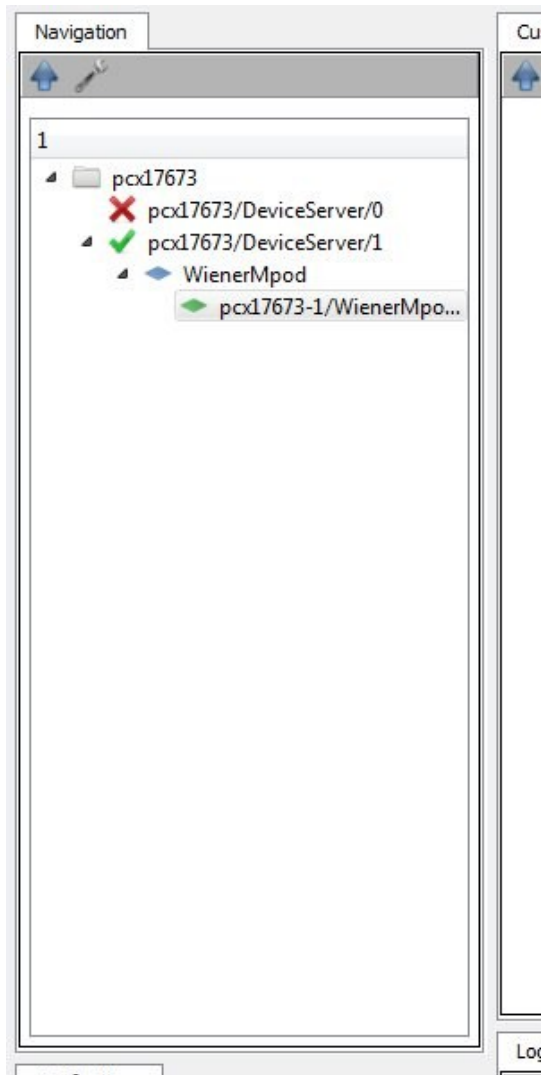 Navigation
Cu
1
pcx17673
pcx17673/DeviceServer/0
pcx17673/DeviceServer/1
WienerMpod
pcx17673-1/WienerMpo...
Log